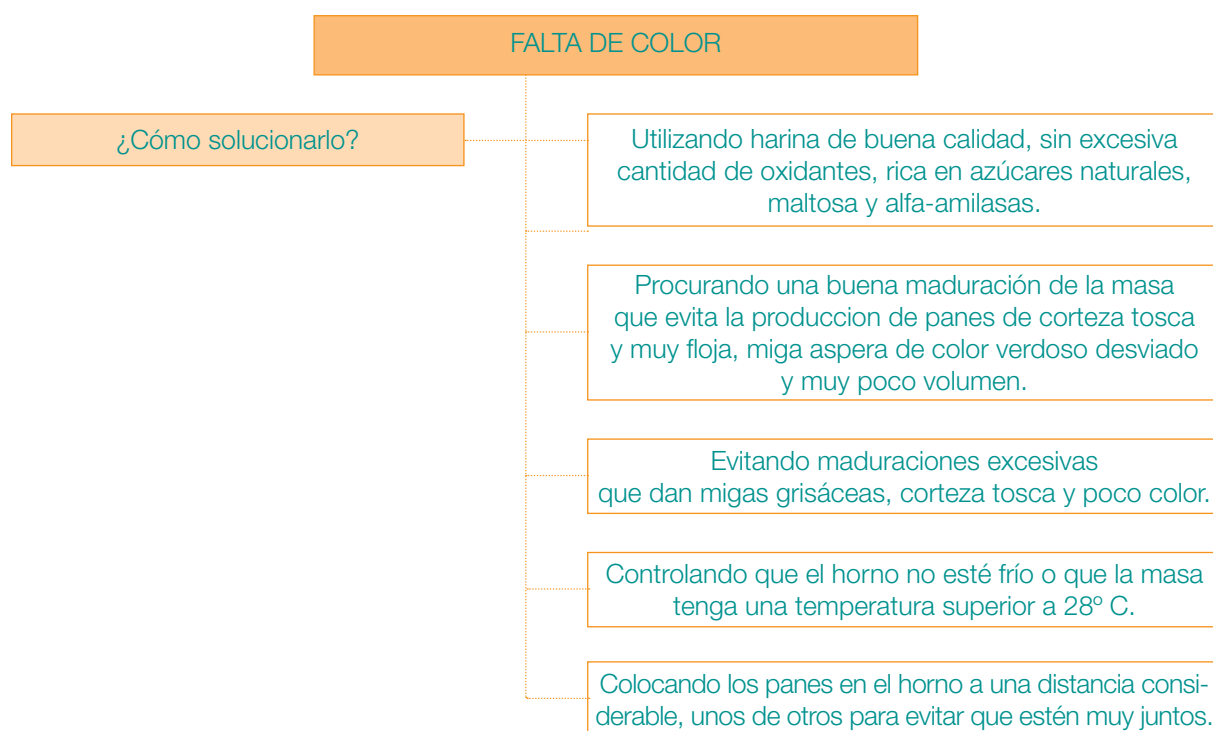 FALTA DE COLOR
¿Cómo solucionarlo?
Utilizando harina de buena calidad, sin excesiva
cantidad de oxidantes, rica en azúcares naturales,
maltosa y alfa-amilasas.
Procurando una buena maduración de la masa
que evita la produccion de panes de corteza tosca
y muy floja, miga aspera de color verdoso desviado
y muy poco volumen.
Evitando maduraciones excesivas
que dan migas grisáceas, corteza tosca y poco color.
Controlando que el horno no esté frío o que la masa
tenga una temperatura superior a 28º C.
Colocando los panes en el horno a una distancia consi-
derable, unos de otros para evitar que estén muy juntos.